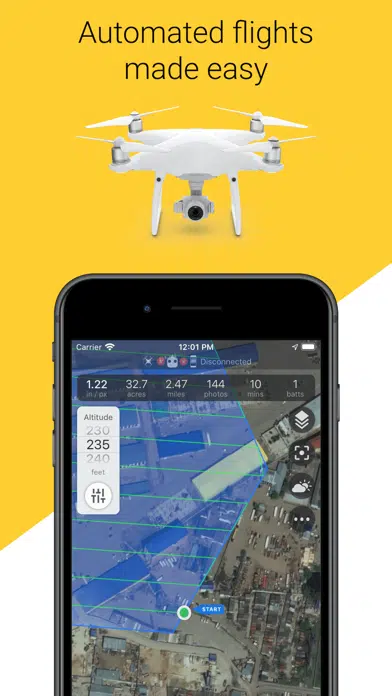 Automated flights
made easy
Carrier 12:01 PM
Disconnected
1.22 32.7 2.47 144 10 1
in / px acres miles photos mins batts
Altitude
230
235
240
feet
START